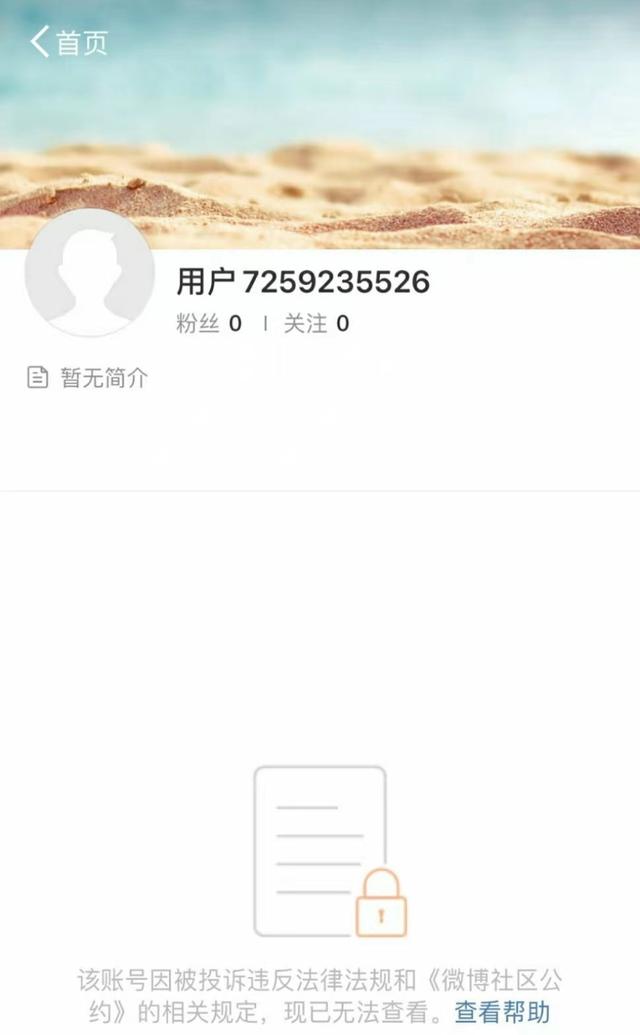 首页
用户7259235526
粉丝 0 | 关注 0
暂无简介
该账号因被投诉违反法律法规和《微博社区公
约》的相关规定，现已无法查看。查看帮助